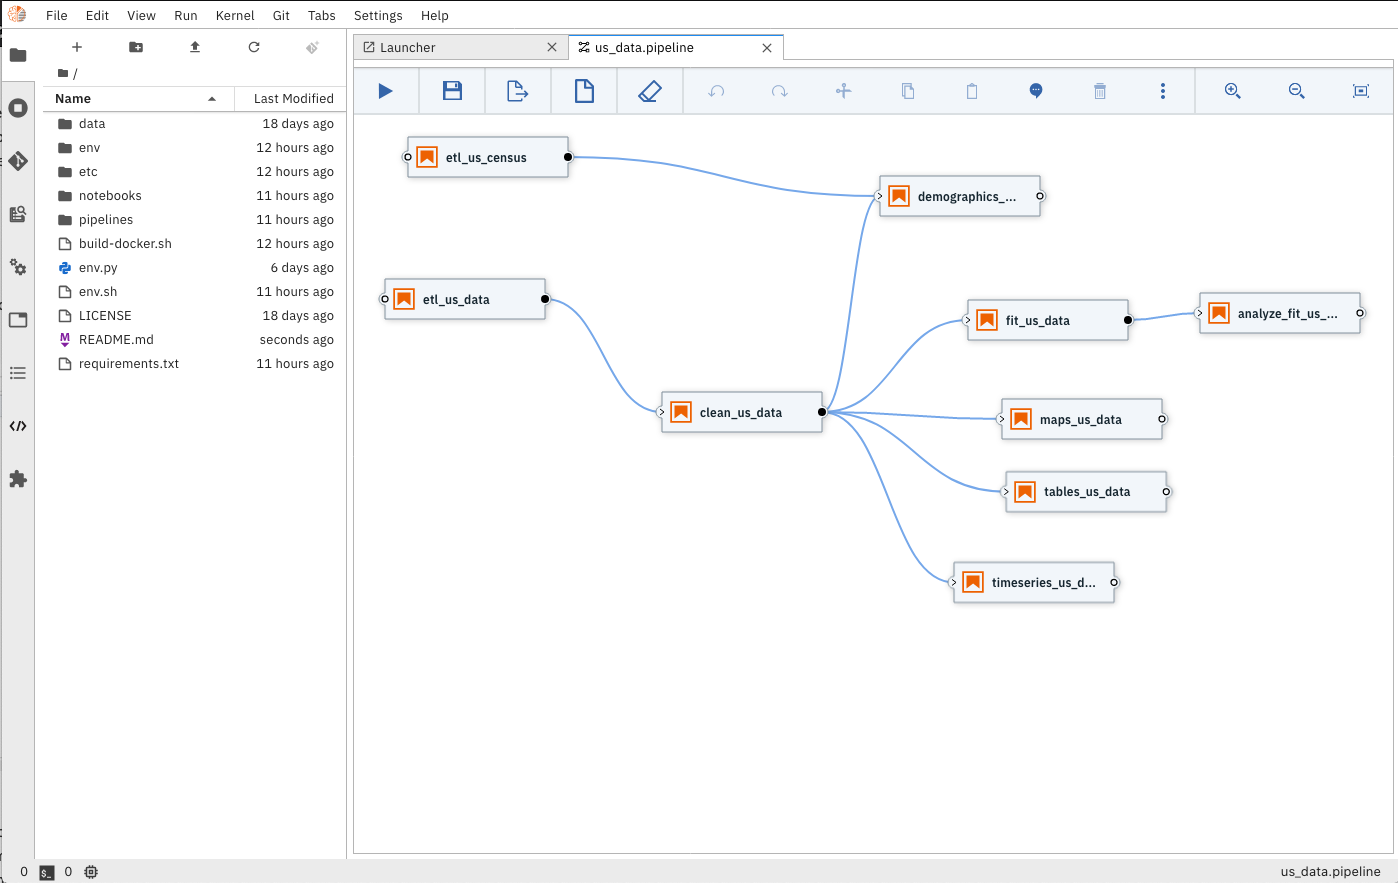 File Edit View Run Kernel Git Tabs Settings Help
Launcher
us_data.pipeline
/
Name Last Modified
data 18 days ago
env 12 hours ago
etc 12 hours ago
notebooks 11 hours ago
pipelines 11 hours ago
build-docker.sh 12 hours ago
env.py 6 days ago
env.sh 11 hours ago
LICENSE 18 days ago
README.md seconds ago
requirements.txt 11 hours ago
etl_us_census
demographics_...
etl_us_data
fit_us_data
analyze_fit_us_...
clean_us_data
maps_us_data
tables_us_data
timeseries_us_d...
0 $_ 0
us_data.pipeline